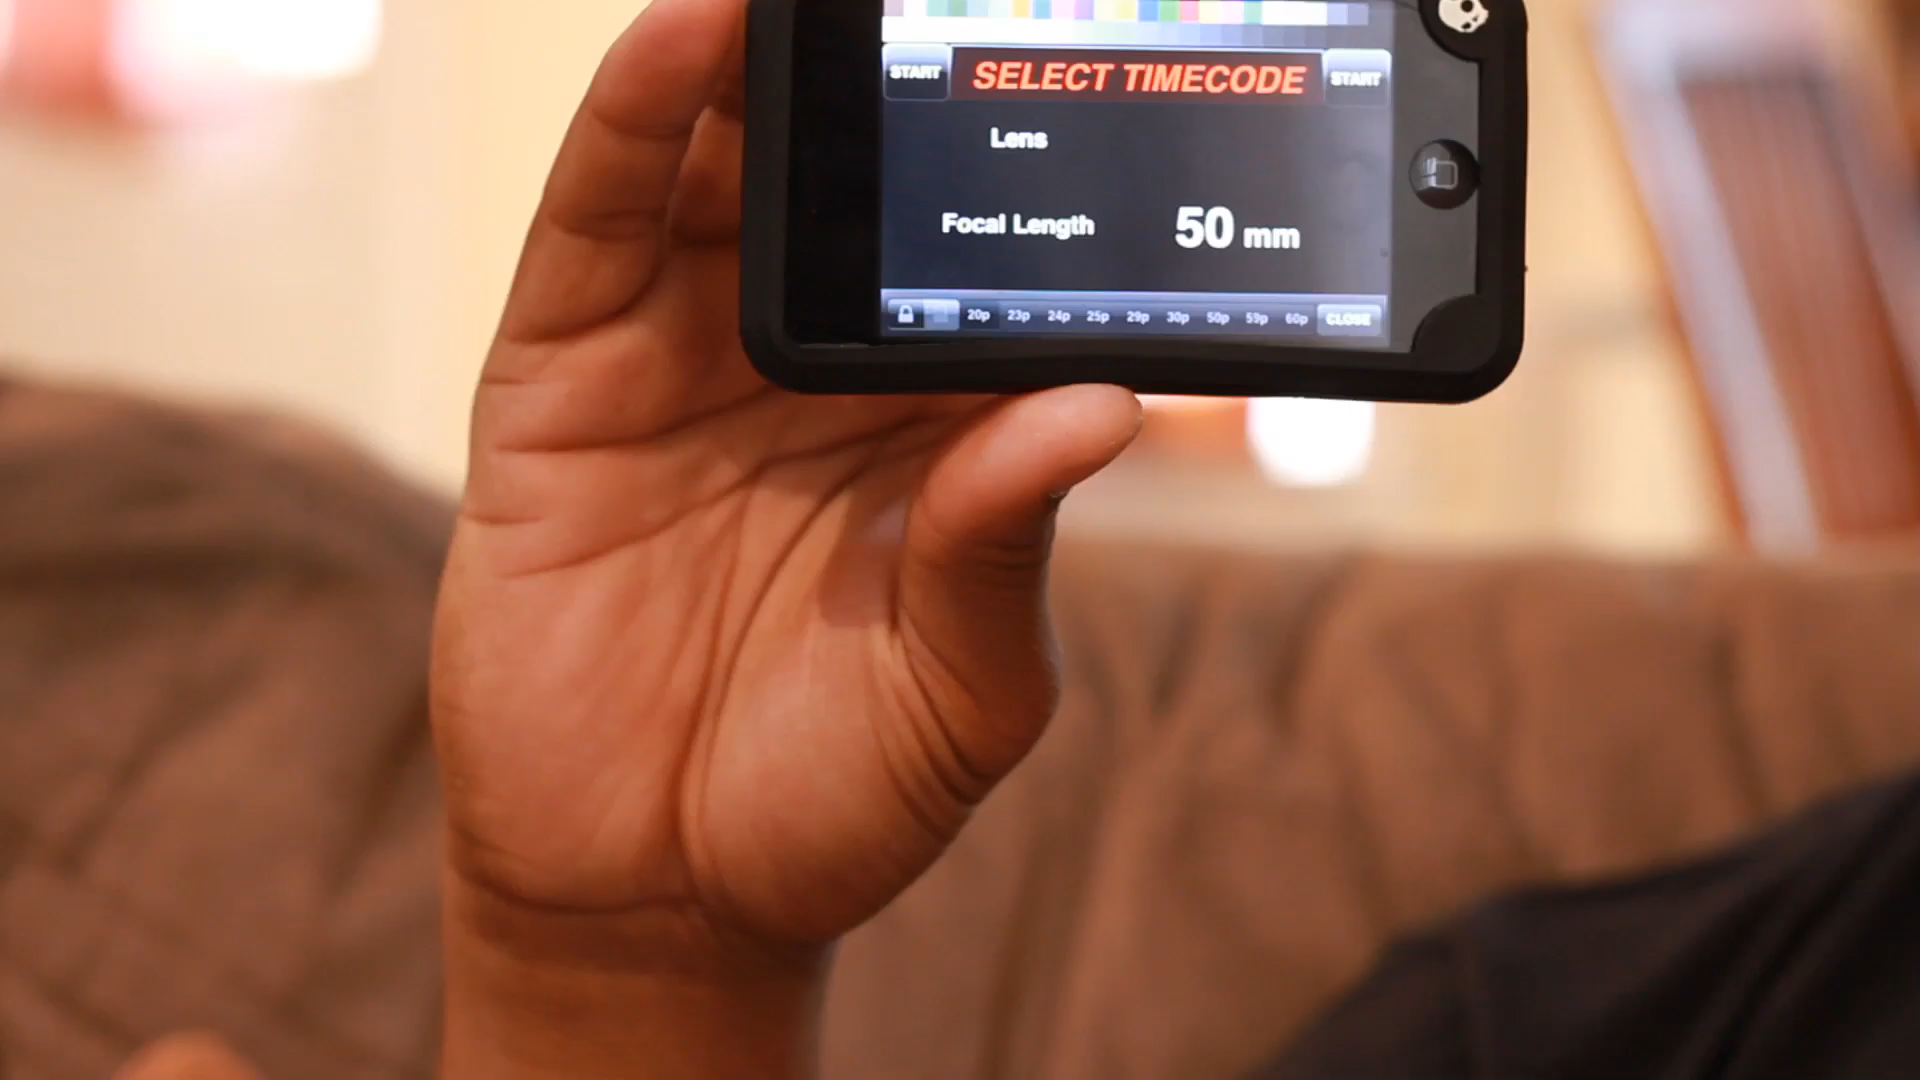 START SELECT TIMECODE START
Lens
Focal Length 50 mm
20p 23p 24p 25p 29p 30p 50p 59p 60p CLOSE